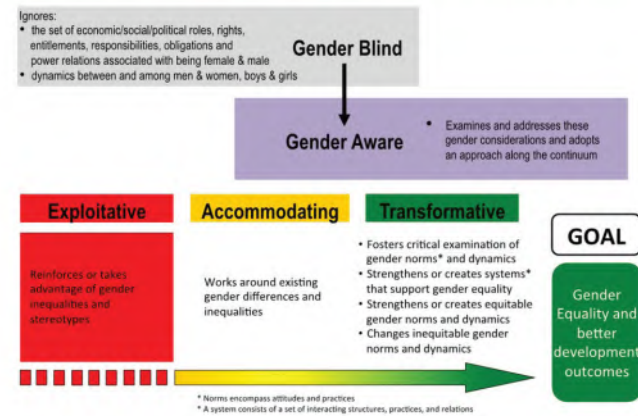 Ignores:
• the set of economic/social/political roles, rights,
entitlements, responsibilities, obligations and
power relations associated with being female & male
• dynamics between and among men & women, boys & girls
Gender Blind
Gender Aware
• Examines and addresses these
gender considerations and adopts
an approach along the continuum
Exploitative
Reinforces or takes
advantage of gender
inequalities and
stereotypes
Accommodating
Works around existing
gender differences and
inequalities
Transformative
• Fosters critical examination of
gender norms* and dynamics
• Strengthens or creates systems*
that support gender equality
• Strengthens or creates equitable
gender norms and dynamics
• Changes inequitable gender
norms and dynamics
GOAL
Gender
Equality and
better
development
outcomes
* Norms encompass attitudes and practices
* A system consists of a set of interacting structures, practices, and relations